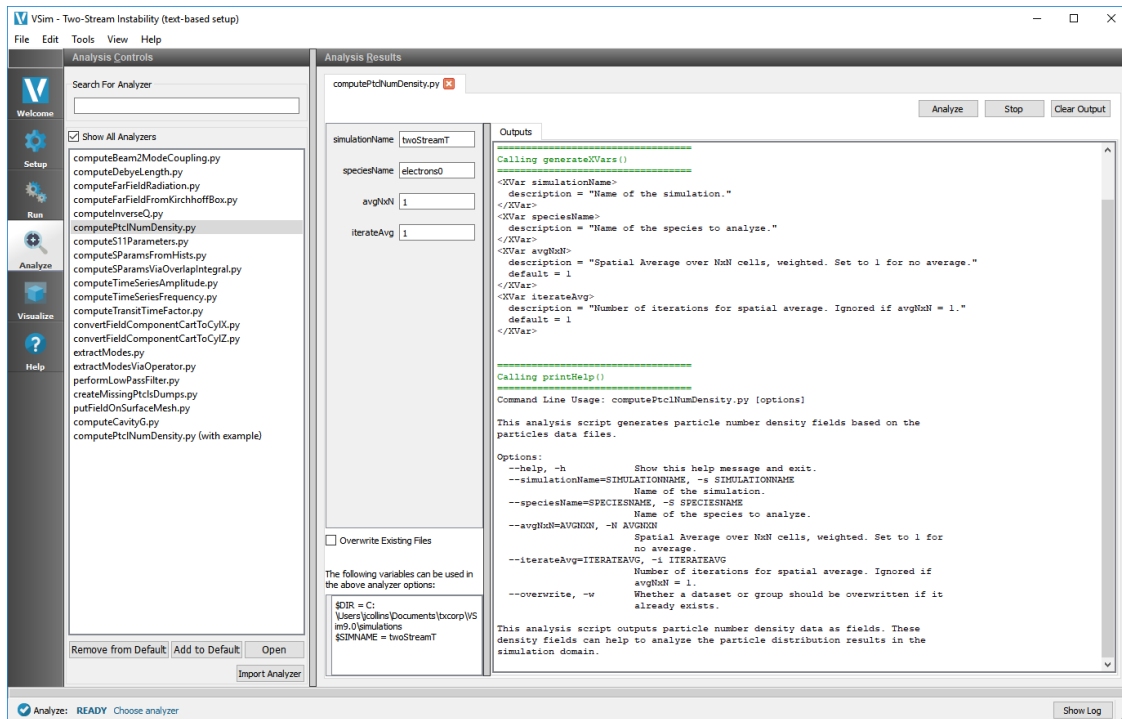 VSim - Two-Stream Instability (text-based setup)
File Edit Tools View Help
Analysis Controls
Analysis Results
Welcome
Setup
Run
Analyze
Visualize
Help
Search For Analyzer
Show All Analyzers
computeBeam2ModeCoupling.py
computeDebyeLength.py
computeFarFieldRadiation.py
computeFarFieldFromKirchhoffBox.py
computeInverseQ.py
computePtclNumDensity.py
computeS11Parameters.py
computeSParamsFromHists.py
computeSParamsViaOverlapIntegral.py
computeTimeSeriesAmplitude.py
computeTimeSeriesFrequency.py
computeTransitTimeFactor.py
convertFieldComponentCartToCylX.py
convertFieldComponentCartToCylZ.py
extractModes.py
extractModesViaOperator.py
performLowPassFilter.py
createMissingPtclsDumps.py
putFieldOnSurfaceMesh.py
computeCavityG.py
computePtclNumDensity.py (with example)
Remove from Default Add to Default Open
Import Analyzer
computePtclNumDensity.py
Analyze Stop Clear Output
simulationName twoStreamT
speciesName electrons0
avgNxN 1
iterateAvg 1
Overwrite Existing Files
The following variables can be used in
the above analyzer options:
$DIR = C:
\Users\jcollins\Documents\txcorp\VS
im9.0\simulations
$SIMNAME = twoStreamT
Outputs
==================================
Calling generateXVars()
==================================
<XVar simulationName>
description = "Name of the simulation."
</XVar>
<XVar speciesName>
description = "Name of the species to analyze."
</XVar>
<XVar avgNxN>
description = "Spatial Average over NxN cells, weighted. Set to 1 for no average."
default = 1
</XVar>
<XVar iterateAvg>
description = "Number of iterations for spatial average. Ignored if avgNxN = 1."
default = 1
</XVar>
==================================
Calling printHelp()
==================================
Command Line Usage: computePtclNumDensity.py [options]
This analysis script generates particle number density fields based on the
particles data files.
Options:
--help, -h Show this help message and exit.
--simulationName=SIMULATIONNAME, -s SIMULATIONNAME
Name of the simulation.
--speciesName=SPECIESNAME, -S SPECIESNAME
Name of the species to analyze.
--avgNxN=AVGNXN, -N AVGNXN
Spatial Average over NxN cells, weighted. Set to 1 for
no average.
--iterateAvg=ITERATEAVG, -i ITERATEAVG
Number of iterations for spatial average. Ignored if
avgNxN = 1.
--overwrite, -w Whether a dataset or group should be overwritten if it
already exists.
This analysis script outputs particle number density data as fields. These
density fields can help to analyze the particle distribution results in the
simulation domain.
Analyze: READY Choose analyzer
Show Log